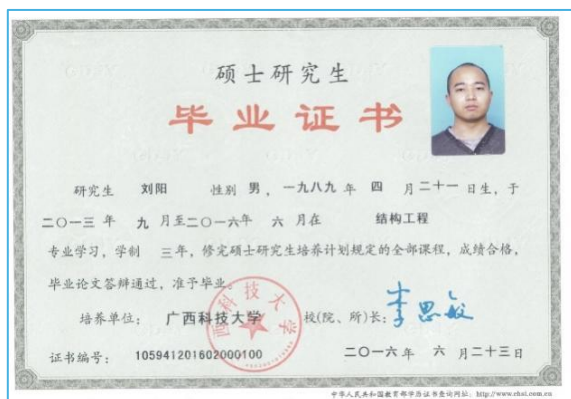 硕士研究生
毕业证书
研究生 刘阳 性别 男，一九八九 年 四 月二十一 日生，于
二〇一三 年 九 月至二〇一六年 六 月在 结构工程
专业学习，学制 三年，修完硕士研究生培养计划规定的全部课程，成绩合格，
毕业论文答辩通过，准予毕业。
培养单位： 广西科技大学 校(院、所)长：李思敏
证书编号： 105941201602000100 二〇一六 年 六 月二十三日
中华人民共和国教育部学历证书查询网址：http://www.chsi.com.cn